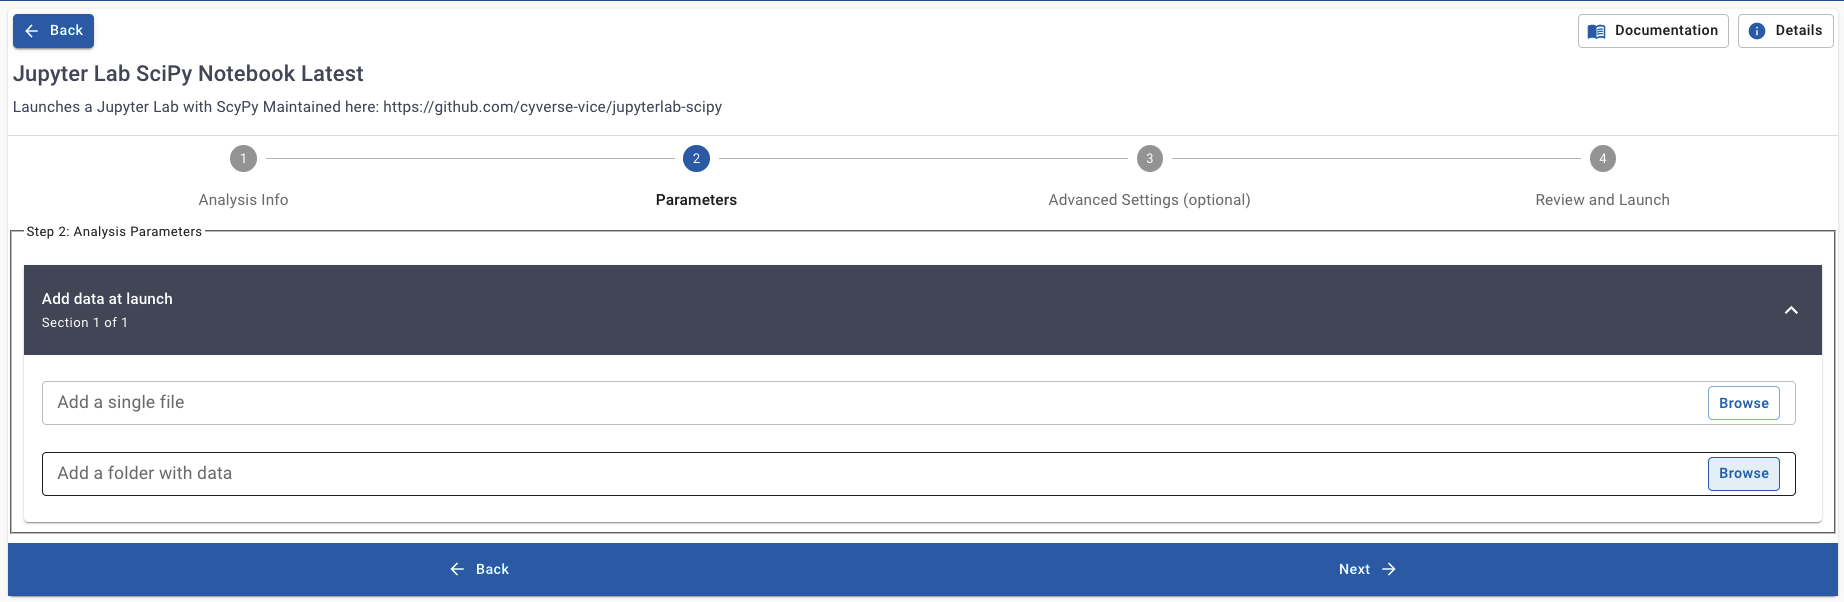 Back
Documentation
Details
Jupyter Lab SciPy Notebook Latest
Launches a Jupyter Lab with ScyPy Maintained here: https://github.com/cyverse-vice/jupyterlab-scipy
1
2
3
4
Analysis Info
Parameters
Advanced Settings (optional)
Review and Launch
Step 2: Analysis Parameters
Add data at launch
Section 1 of 1
Add a single file
Browse
Add a folder with data
Browse
Back
Next